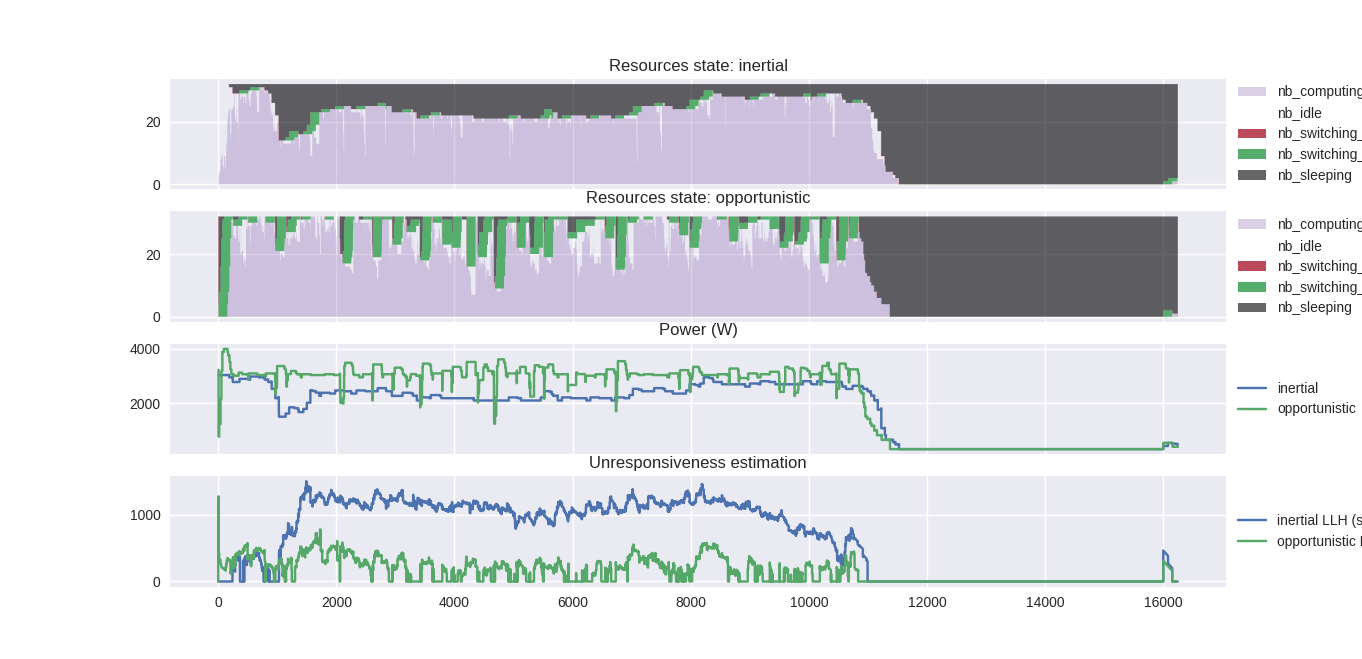 Resources state: inertial
20
0
nb_computing
nb_idle
nb_switching_
nb_switching_
nb_sleeping
Resources state: opportunistic
20
0
nb_computing
nb_idle
nb_switching_
nb_switching_
nb_sleeping
Power (W)
4000
2000
inertial
opportunistic
Unresponsiveness estimation
1000
0
inertial LLH (s
opportunistic
0 2000 4000 6000 8000 10000 12000 14000 16000